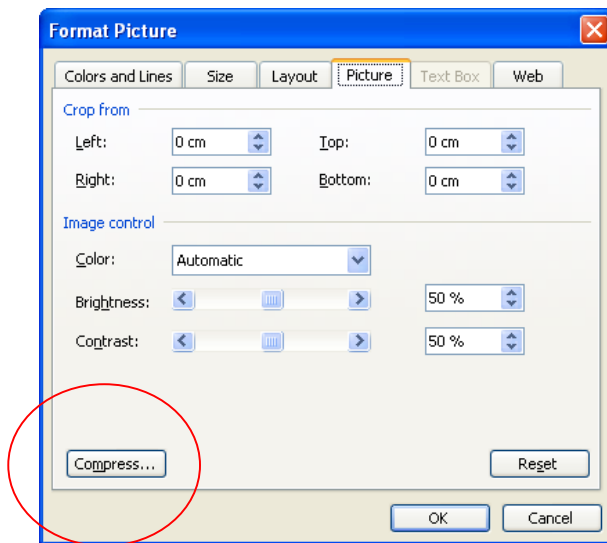 Format Picture
Colors and Lines Size Layout Picture Text Box Web
Crop from
Left: 0 cm Top: 0 cm
Right: 0 cm Bottom: 0 cm
Image control
Color: Automatic
Brightness: 50 %
Contrast: 50 %
Compress... Reset
OK Cancel